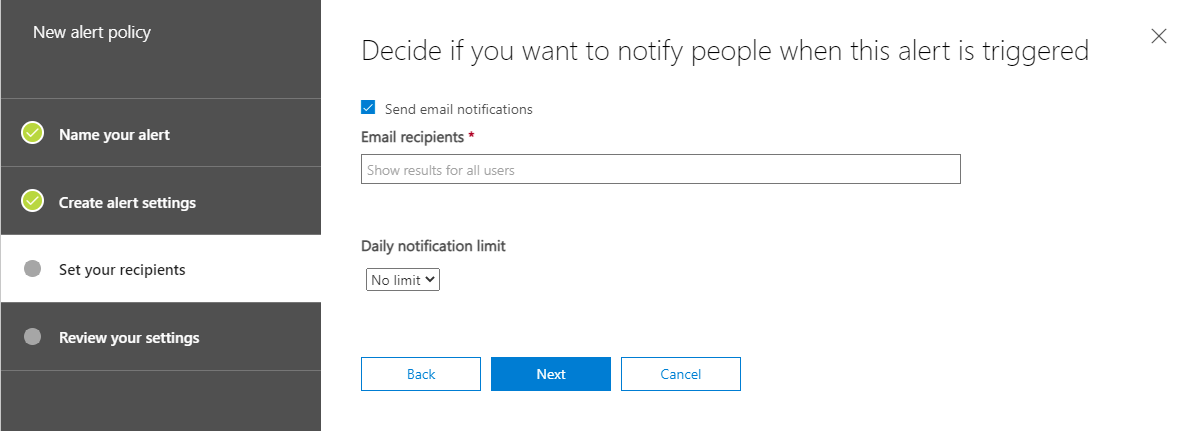 New alert policy
Name your alert
Create alert settings
Set your recipients
Review your settings
Decide if you want to notify people when this alert is triggered
Send email notifications
Email recipients *
Show results for all users
Daily notification limit
No limit
Back
Next
Cancel